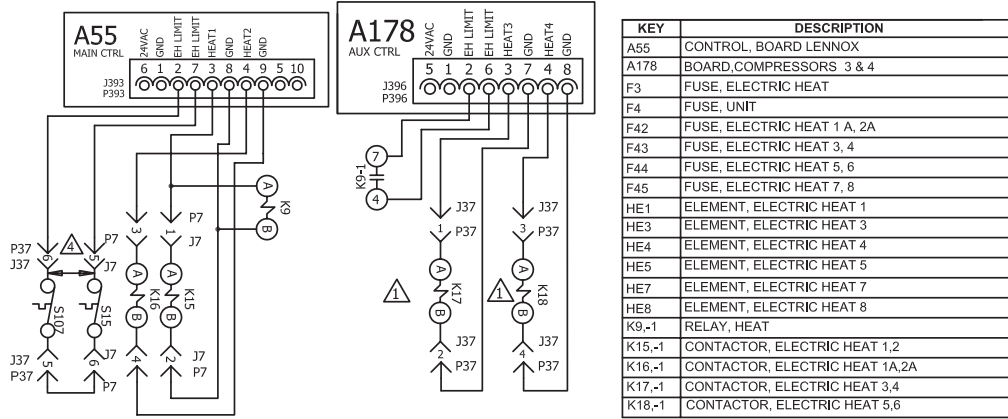 A55
MAIN CTRL
24VAC
GND
EH LIMIT
EH LIMIT
HEAT1
GND
HEAT2
GND
6 1 2 7 3 8 4 9 5 10
J393
P393
A178
AUX CTRL
24VAC
GND
EH LIMIT
EH LIMIT
HEAT3
GND
HEAT4
GND
5 1 2 6 3 7 4 8
J396
P396
7
K9-1
4
A
K9
B
P7
3
1
J7
P37
6
4
P7
5
J37
J7
S107
S15
A
K16
B
A
K15
B
J37
5
P37
J7
6
P7
4
2
J7
P7
J37
1
P37
J37
3
P37
1
A
K17
B
1
A
K18
B
J37
2
P37
J37
4
P37
KEY DESCRIPTION
A55 CONTROL, BOARD LENNOX
A178 BOARD,COMPRESSORS 3 & 4
F3 FUSE, ELECTRIC HEAT
F4 FUSE, UNIT
F42 FUSE, ELECTRIC HEAT 1 A, 2A
F43 FUSE, ELECTRIC HEAT 3, 4
F44 FUSE, ELECTRIC HEAT 5, 6
F45 FUSE, ELECTRIC HEAT 7, 8
HE1 ELEMENT, ELECTRIC HEAT 1
HE3 ELEMENT, ELECTRIC HEAT 3
HE4 ELEMENT, ELECTRIC HEAT 4
HE5 ELEMENT, ELECTRIC HEAT 5
HE7 ELEMENT, ELECTRIC HEAT 7
HE8 ELEMENT, ELECTRIC HEAT 8
K9,-1 RELAY, HEAT
K15,-1 CONTACTOR, ELECTRIC HEAT 1,2
K16,-1 CONTACTOR, ELECTRIC HEAT 1A,2A
K17,-1 CONTACTOR, ELECTRIC HEAT 3,4
K18,-1 CONTACTOR, ELECTRIC HEAT 5,6